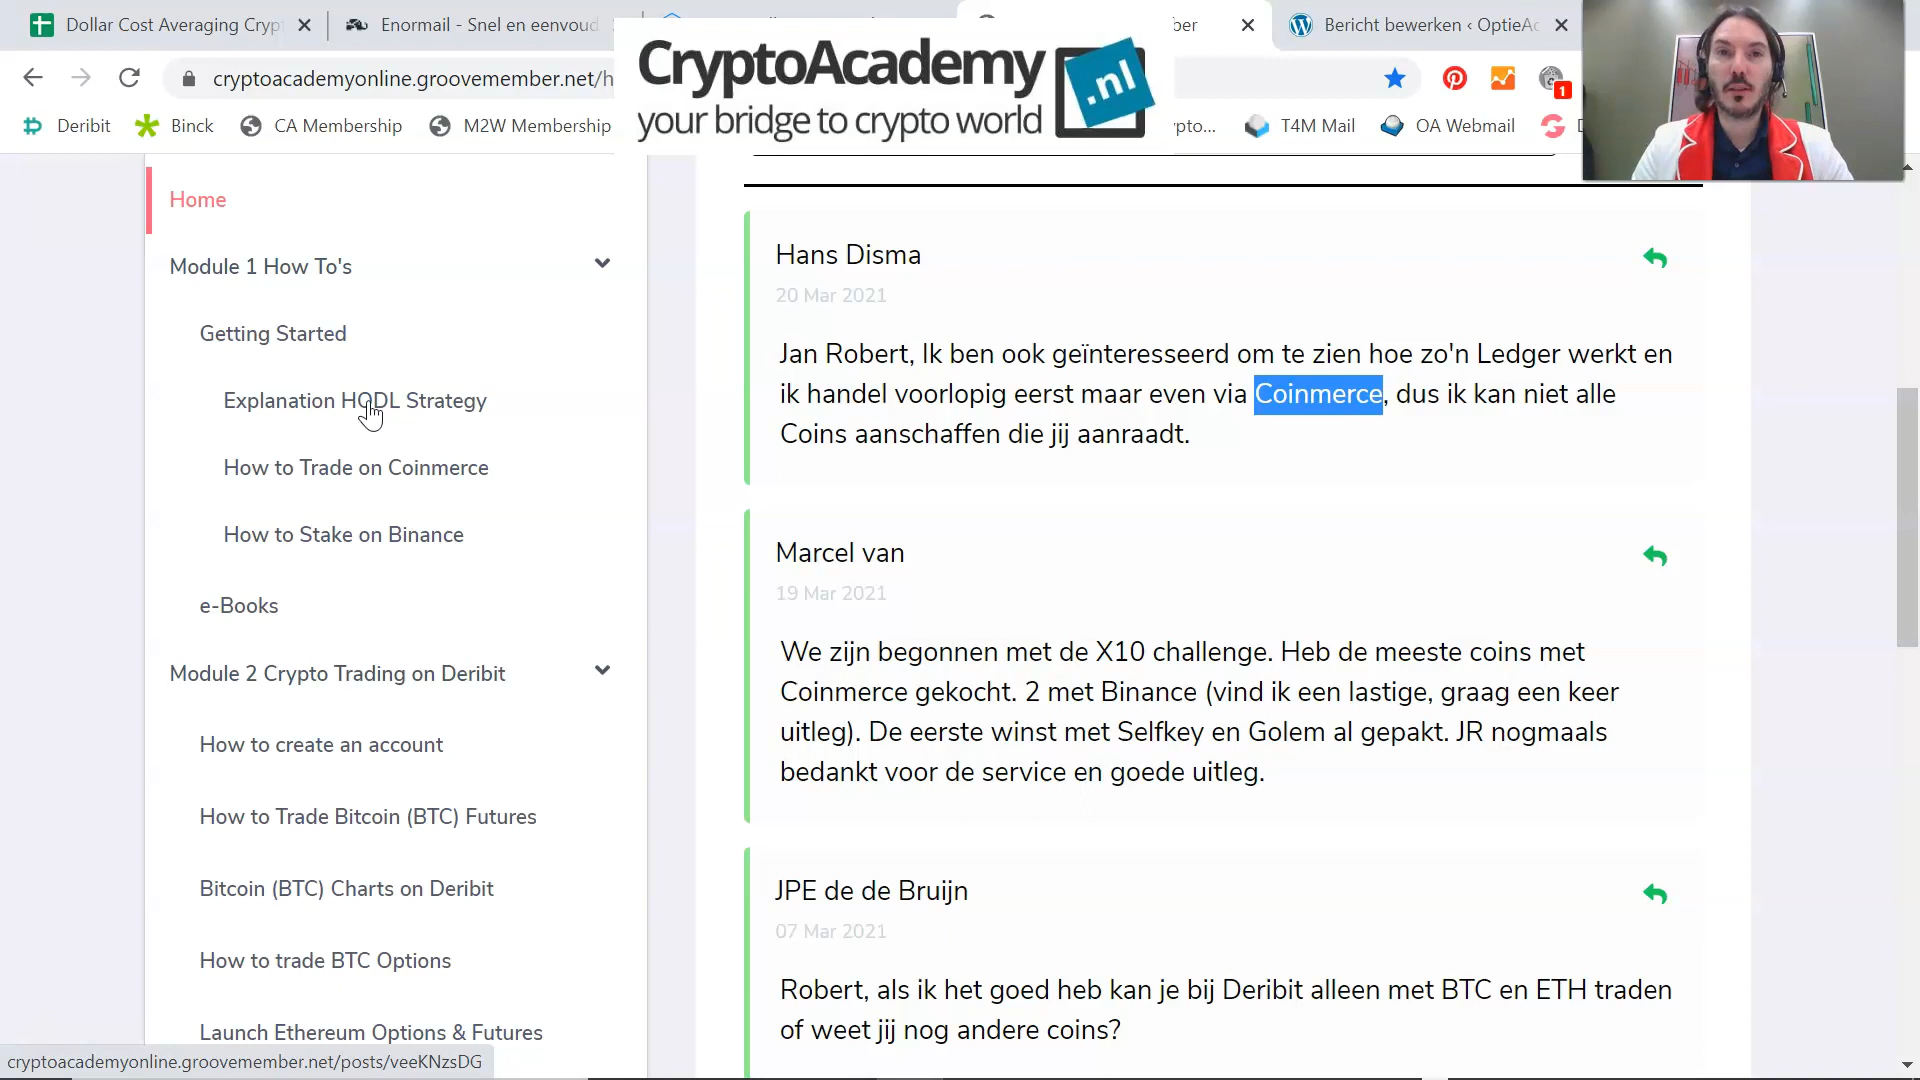 Dollar Cost Averaging Cryp
Enormail - Snel en eenvoud
ber
Bericht bewerken ‹ OptieAc
cryptoacademyonline.groovemember.net/h
1
Deribit
Binck
CA Membership
M2W Membership
ypto...
T4M Mail
OA Webmail
CryptoAcademy
your bridge to crypto world
.nl
Home
Module 1 How To's
Getting Started
Explanation HODL Strategy
How to Trade on Coinmerce
How to Stake on Binance
e-Books
Module 2 Crypto Trading on Deribit
How to create an account
How to Trade Bitcoin (BTC) Futures
Bitcoin (BTC) Charts on Deribit
How to trade BTC Options
Launch Ethereum Options & Futures
cryptoacademyonline.groovemember.net/posts/veeKNzsDG
Hans Disma
20 Mar 2021
Jan Robert, Ik ben ook geïnteresseerd om te zien hoe zo'n Ledger werkt en
ik handel voorlopig eerst maar even via Coinmerce, dus ik kan niet alle
Coins aanschaffen die jij aanraadt.
Marcel van
19 Mar 2021
We zijn begonnen met de X10 challenge. Heb de meeste coins met
Coinmerce gekocht. 2 met Binance (vind ik een lastige, graag een keer
uitleg). De eerste winst met Selfkey en Golem al gepakt. JR nogmaals
bedankt voor de service en goede uitleg.
JPE de de Bruijn
07 Mar 2021
Robert, als ik het goed heb kan je bij Deribit alleen met BTC en ETH traden
of weet jij nog andere coins?